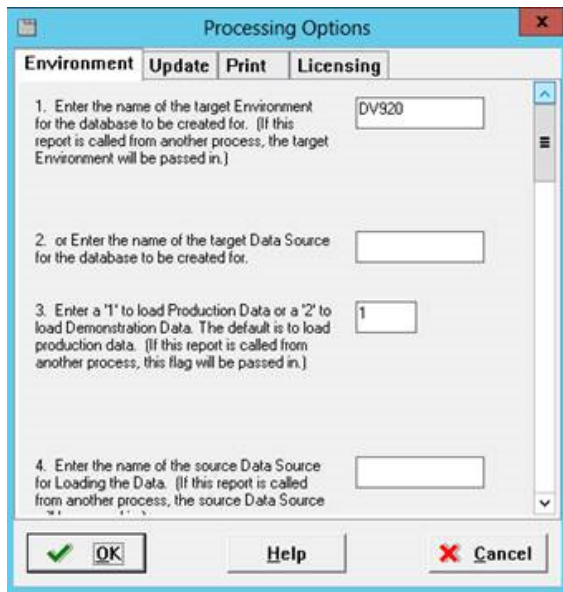 Processing Options
x
Environment Update Print Licensing
1. Enter the name of the target Environment
for the database to be created for. (If this
report is called from another process, the target
Environment will be passed in.)
DV920
2. or Enter the name of the target Data Source
for the database to be created for.
3. Enter a '1' to load Production Data or a '2' to
load Demonstration Data. The default is to load
production data. (If this report is called from
another process, this flag will be passed in.)
1
4. Enter the name of the source Data Source
for Loading the Data. (If this report is called
from another process, the source Data Source
OK Help Cancel